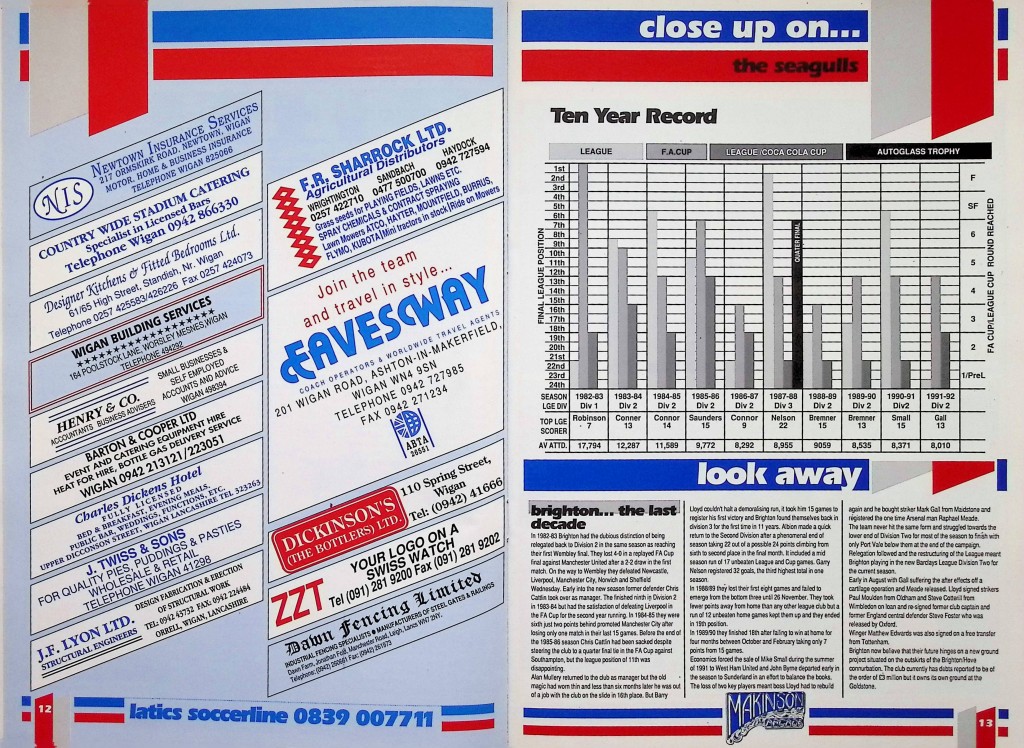 NIS
NEWTOWN INSURANCE SERVICES
217 ORMSKIRK ROAD, NEWTOWN, WIGAN
MOTOR, HOME & BUSINESS INSURANCE
TELEPHONE WIGAN 825066
COUNTRY WIDE STADIUM CATERING
Specialist in Licensed Bars
Telephone Wigan 0942 866330
Designer Kitchens & Fitted Bedrooms Ltd.
61/65 High Street, Standish, Nr. Wigan
Telephone 0257 425583/426226 Fax 0257 424073
WIGAN BUILDING SERVICES
164 POOLSTOCK LANE, WORSLEY MESNES, WIGAN
TELEPHONE 494292
HENRY & CO.
ACCOUNTANTS BUSINESS ADVISERS
SMALL BUSINESSES &
SELF EMPLOYED
ACCOUNTS AND ADVICE
WIGAN 498394
BARTON & COOPER LTD
EVENT AND CATERING EQUIPMENT HIRE
HEAT FOR HIRE, BOTTLE GAS DELIVERY SERVICE
WIGAN 0942 213121/223051
Charles Dickens Hotel
FULLY LICENSED
BED & BREAKFAST, EVENING MEALS,
BAR MEALS, WEDDINGS, FUNCTIONS, ETC.
UPPER DICCONSON STREET, WIGAN LANCASHIRE TEL 323263
J. TWISS & SONS
FOR QUALITY PIES, PUDDINGS & PASTIES
WHOLESALE & RETAIL
TELEPHONE WIGAN 41298
J.F. LYON LTD.
STRUCTURAL ENGINEERS
DESIGN FABRICATION & ERECTION
OF STRUCTURAL WORK
TEL: 0942 43752 FAX. 0942 224484
ORRELL, WIGAN, LANCASHIRE
F.R. SHARROCK LTD.
Agricultural Distributors
WRIGHTINGTON SANDBACH HAYDOCK
0257 422710 0477 500700 0942 727594
Grass seeds for PLAYING FIELDS, LAWNS ETC.
SPRAY CHEMICALS & CONTRACT SPRAYING
Lawn Mowers ATCO, HAYTER, MOUNTFIELD, BURRUS,
FLYMO, KUBOTA Mini tractors in stock Ride on Mowers
Join the team
and travel in style...
EAVESWAY
COACH OPERATORS & WORLDWIDE TRAVEL AGENTS
201 WIGAN ROAD, ASHTON-IN-MAKERFIELD,
WIGAN WN4 9SN
TELEPHONE 0942 727985
FAX 0942 271234
ABTA
26551
DICKINSON'S
(THE BOTTLERS) LTD.
110 Spring Street,
Wigan
Tel: (0942) 41666
ZZT
YOUR LOGO ON A
SWISS WATCH
Tel (091) 281 9200 Fax (091) 281 9202
Dawn Fencing Limited
INDUSTRIAL FENCING SPECIALISTS • MANUFACTURERS OF STEEL GATES & RAILINGS
12
latics soccerline 0839 007711
close up on...
the seagulls
Ten Year Record
LEAGUE F.A.CUP LEAGUE/COCA COLA CUP AUTOGLASS TROPHY
FINAL LEAGUE POSITION
1st
2nd
3rd
4th
5th
6th
7th
8th
9th
10th
11th
12th
13th
14th
15th
16th
17th
18th
19th
20th
21st
22nd
23rd
24th
QUARTER FINAL
F
SF
6
5
4
3
2
1/PreL
FA CUP/LEAGUE CUP ROUND REACHED
SEASON 1982-83 1983-84 1984-85 1985-86 1986-87 1987-88 1988-89 1989-90 1990-91 1991-92
LGE DIV Div 1 Div 2 Div 2 Div 2 Div 2 Div 3 Div 2 Div 2 Div2 Div 2
TOP LGE SCORER Robinson 7 Conner 13 Connor 14 Saunders 15 Connor 9 Nelson 22 Bremner 15 Bremner 13 Small 15 Gall 13
AV ATTD. 17,794 12,287 11,589 9,772 8,292 8,955 9059 8,535 8,371 8,010
look away
brighton... the last
decade
In 1982-83 Brighton had the dubious distinction of being
relegated back to Division 2 in the same season as reaching
their first Wembley final. They lost 4-0 in a replayed FA Cup
final against Manchester United after a 2-2 draw in the first
match. On the way to Wembley they defeated Newcastle,
Liverpool, Manchester City, Norwich and Sheffield
Wednesday. Early into the new season former defender Chris
Catlin took over as manager. The finished ninth in Division 2
in 1983-84 but had the satisfaction of defeating Liverpool in
the FA Cup for the second year running. In 1984-85 they were
sixth just two points behind promoted Manchester City after
losing only one match in their last 15 games. Before the end of
the 1985-86 season Chris Cattlin had been sacked despite
steering the club to a quarter final tie in the FA Cup against
Southampton, but the league position of 11th was
disappointing.
Alan Mullery returned to the club as manager but the old
magic had worn thin and less than six months later he was out
of a job with the club on the slide in 16th place. But Barry
Lloyd couldn't halt a demoralising run, it took him 15 games to
register his first victory and Brighton found themselves back in
division 3 for the first time in 11 years. Albion made a quick
return to the Second Division after a phenomenal end of
season taking 22 out of a possible 24 points climbing from
sixth to second place in the final month. It included a mid
season run of 17 unbeaten League and Cup games. Garry
Nelson registered 32 goals, the third highest total in one
season.
In 1988/89 they lost their first eight games and failed to
emerge from the bottom three until 26 November. They took
fewer points away from home than any other league club but a
run of 12 unbeaten home games kept them up and they ended
in 19th position.
In 1989/90 they finished 18th after failing to win at home for
four months between October and February taking only 7
points from 15 games.
Economics forced the sale of Mike Small during the summer
of 1991 to West Ham United and John Byrne departed early in
the season to Sunderland in an effort to balance the books.
The loss of two key players meant boss Lloyd had to rebuild
again and he bought striker Mark Gall from Maidstone and
registered the one time Arsenal man Raphael Meade.
The team never hit the same form and struggled towards the
lower end of Division Two for most of the season to finish with
only Port Vale below them at the end of the campaign.
Relegation followed and the restructuring of the League meant
Brighton playing in the new Barclays League Division Two for
the current season.
Early in August with Gall suffering the after effects off a
cartilage operation and Meade released. Lloyd signed strikers
Paul Moulden from Oldham and Steve Cotterill from
Wimbledon on loan and re-signed former club captain and
former England central defender Steve Foster who was
released by Oxford.
Winger Matthew Edwards was also signed on a free transfer
from Tottenham.
Brighton now believe that their future hinges on a new ground
project situated on the outskirts of the Brighton/Hove
connurbation. The club currently has debts reported to be of
the order of £3 million but it owns its own ground at the
Goldstone.
MAKINSON
ARCADE
13